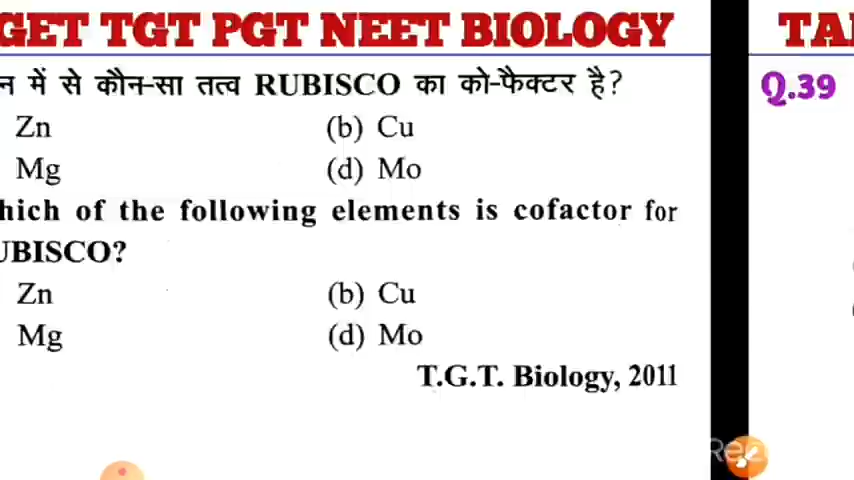 GET TGT PGT NEET BIOLOGY
TA
न में से कौन-सा तत्व RUBISCO का को-फैक्टर है?
Q.39
Zn (b) Cu
Mg (d) Mo
hich of the following elements is cofactor for
UBISCO?
Zn (b) Cu
Mg (d) Mo
T.G.T. Biology, 2011